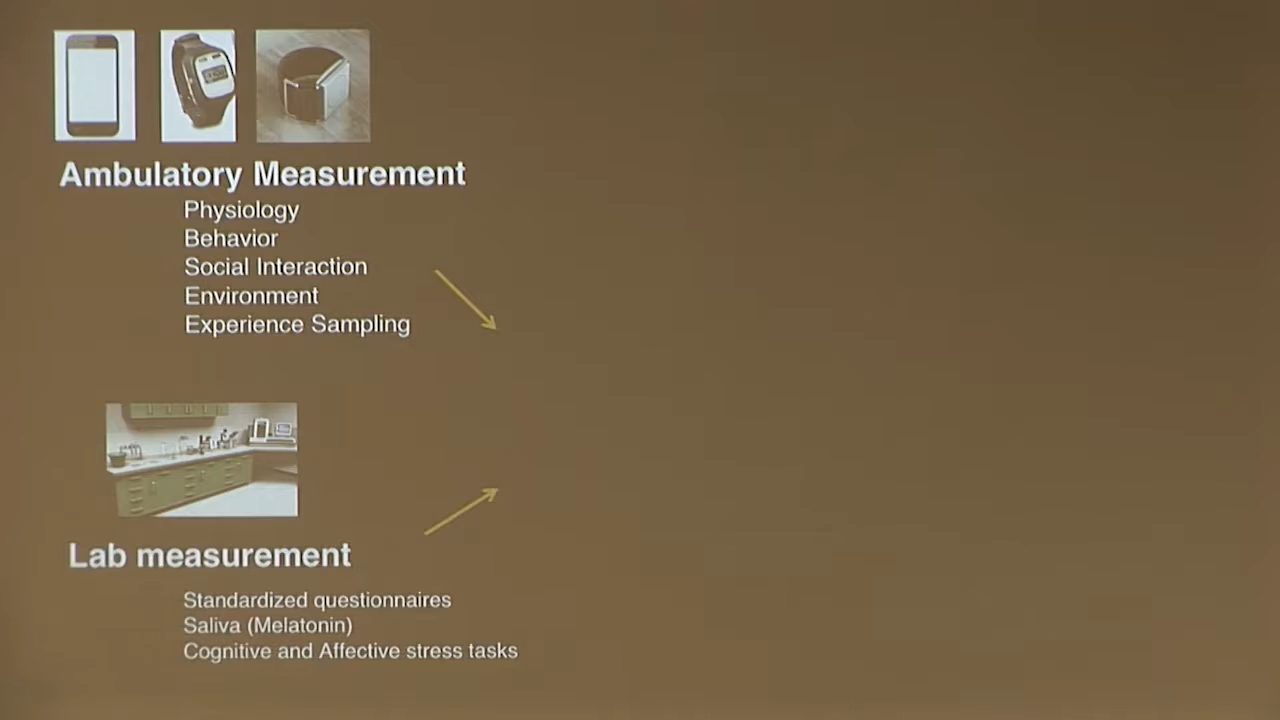 Ambulatory Measurement
Physiology
Behavior
Social Interaction
Environment
Experience Sampling
Lab measurement
Standardized questionnaires
Saliva (Melatonin)
Cognitive and Affective stress tasks